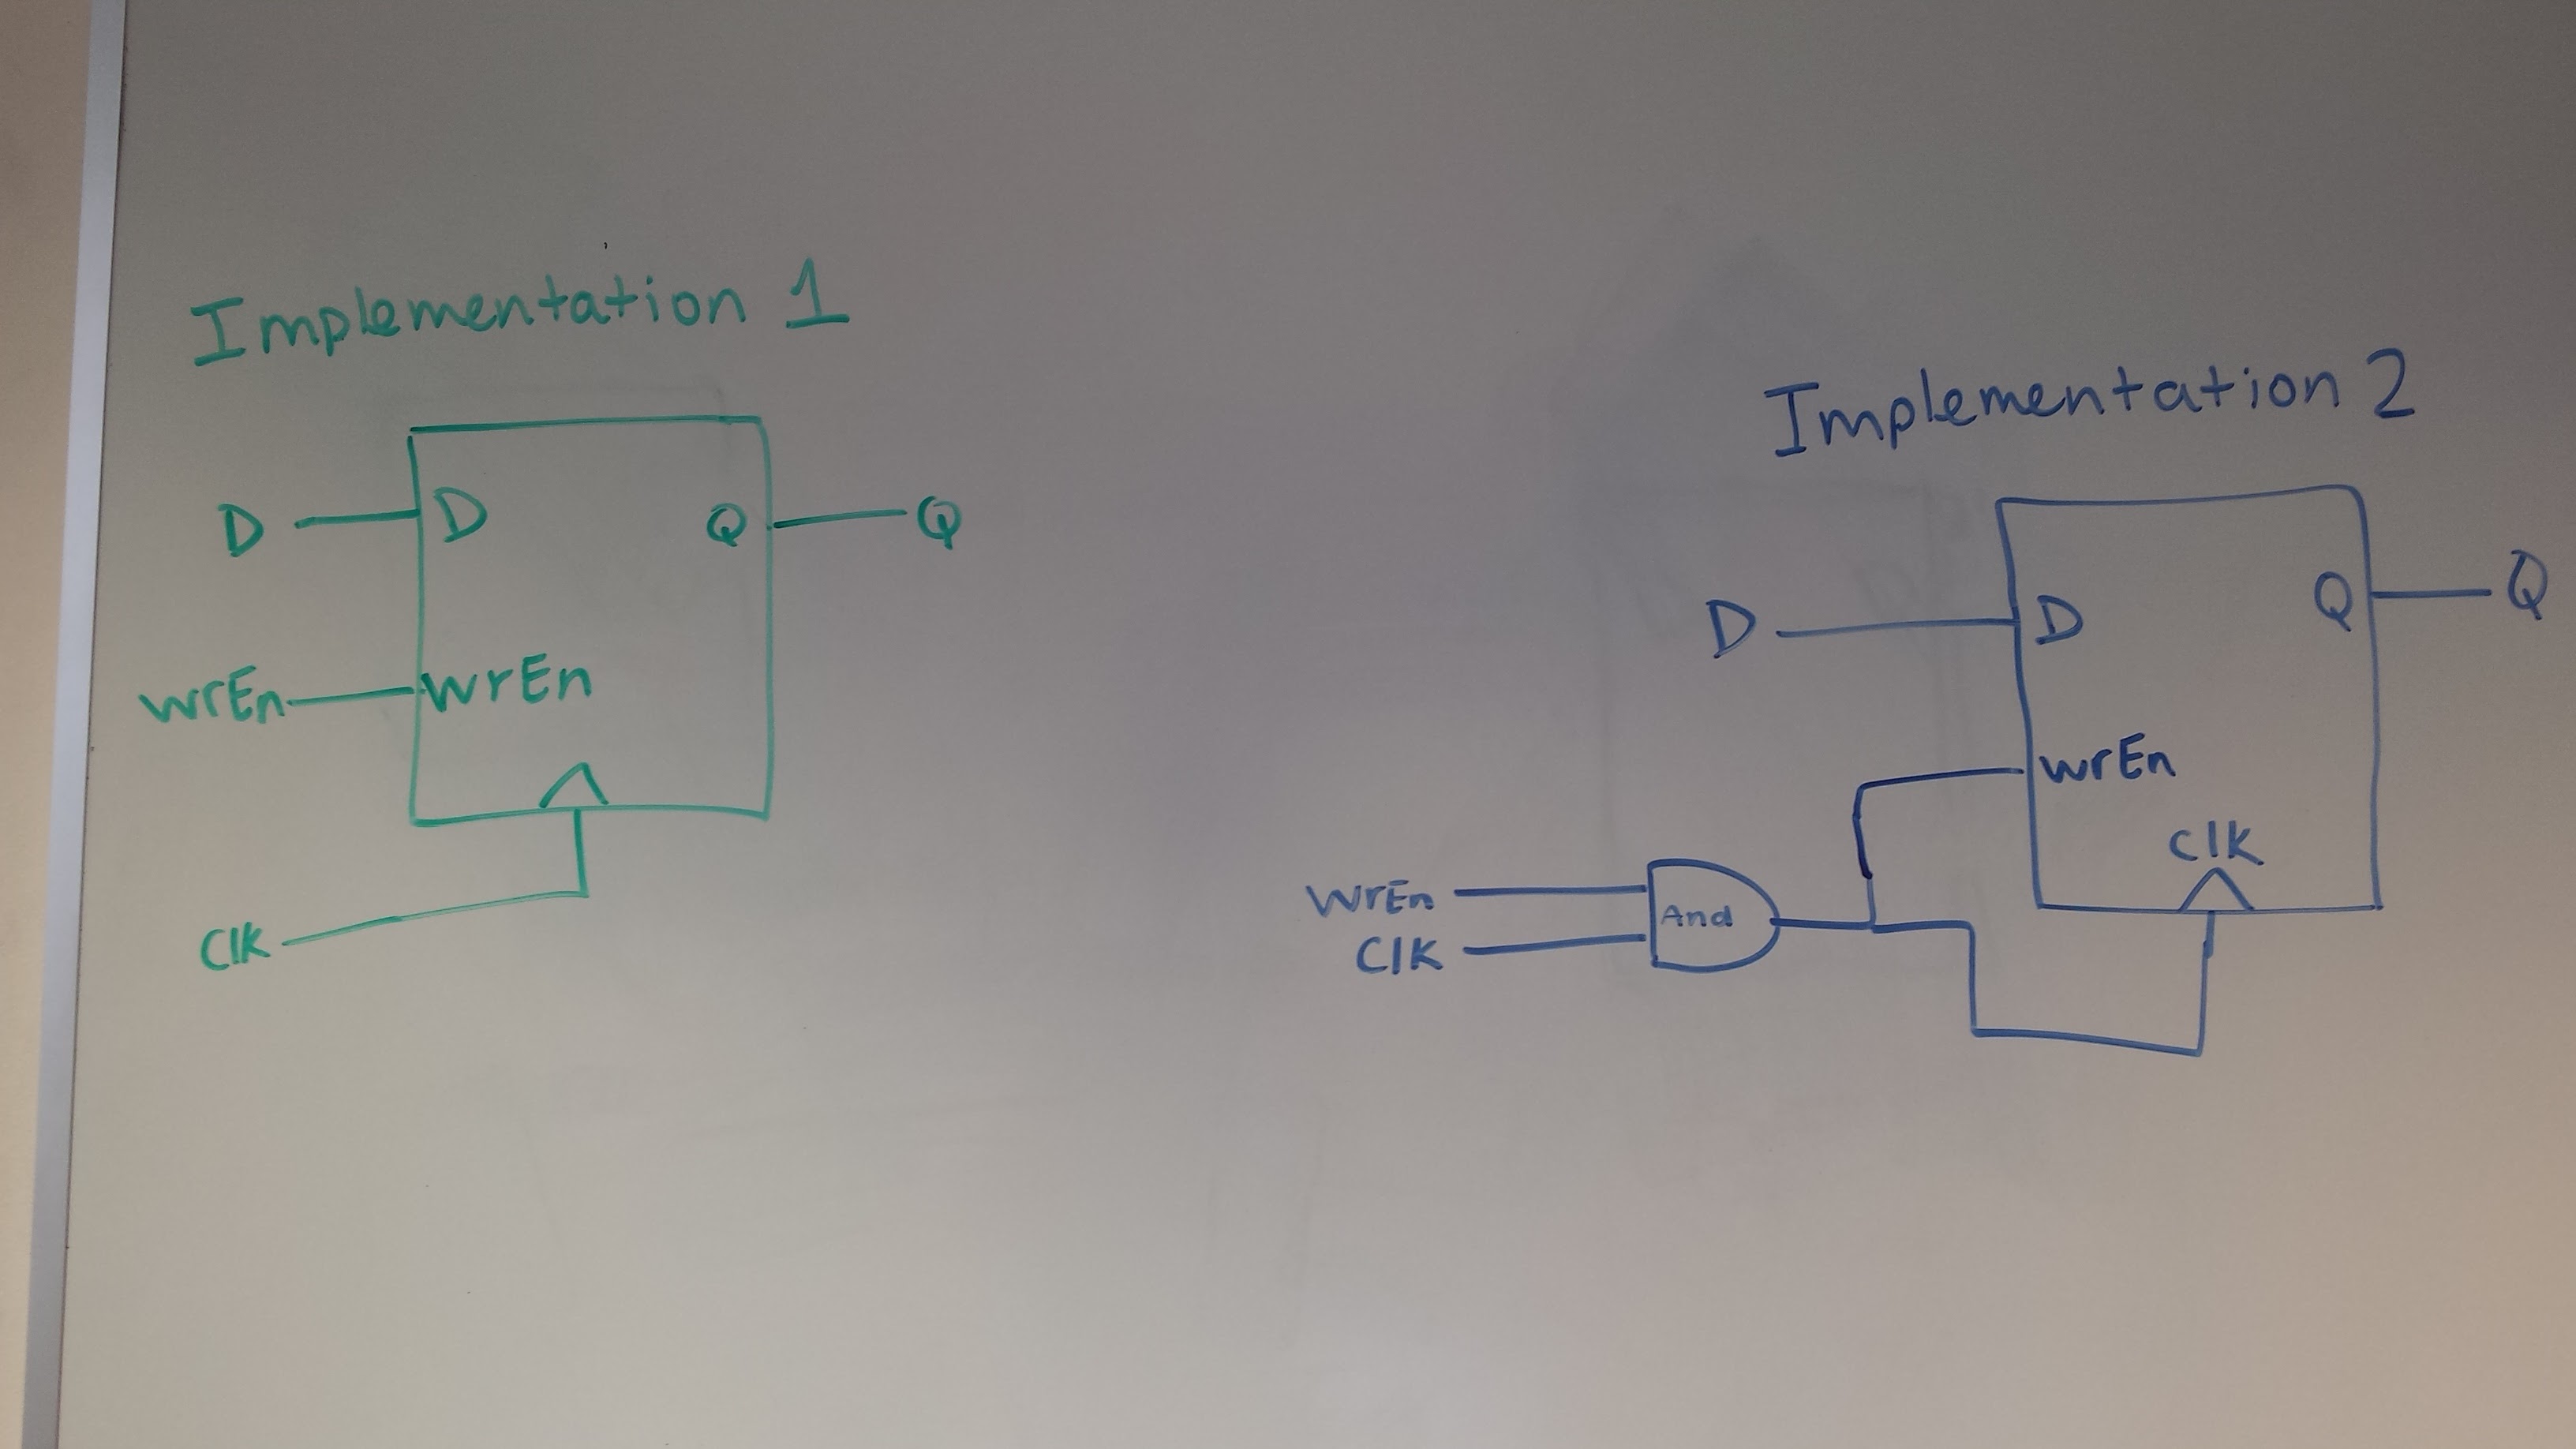 Implementation 1
D
D
Q
Q
WrEn
WrEn
Clk
Implementation 2
D
D
Q
Q
WrEn
Clk
WrEn
Clk
And